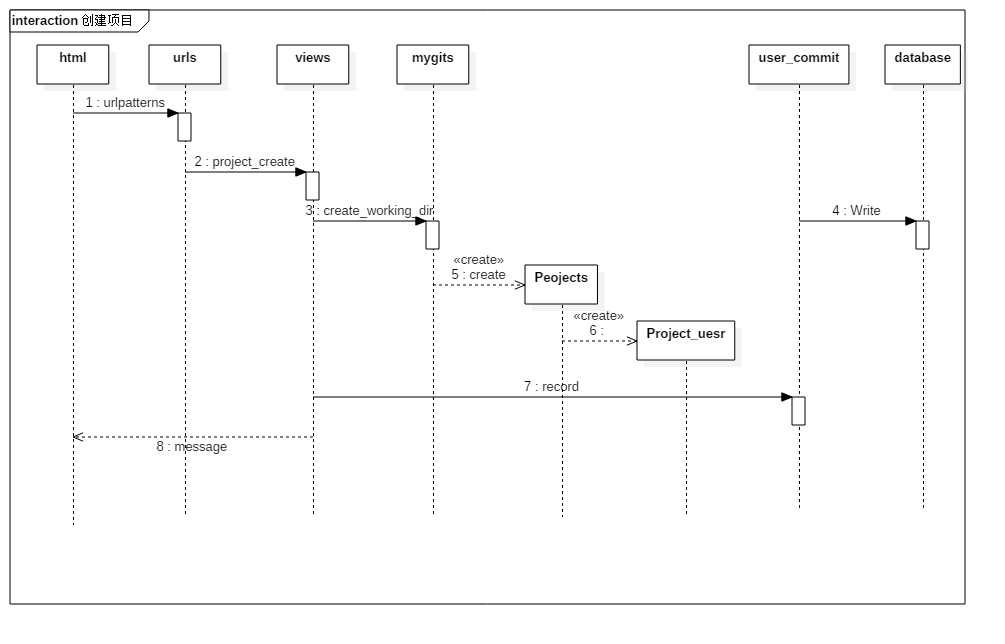 interaction 创建项目
html
urls
views
mygits
user_commit
database
1 : urlpatterns
2 : project_create
3 : create_working_dir
4 : Write
«create»
5 : create
Peojects
«create»
6 :
Project_uesr
7 : record
8 : message